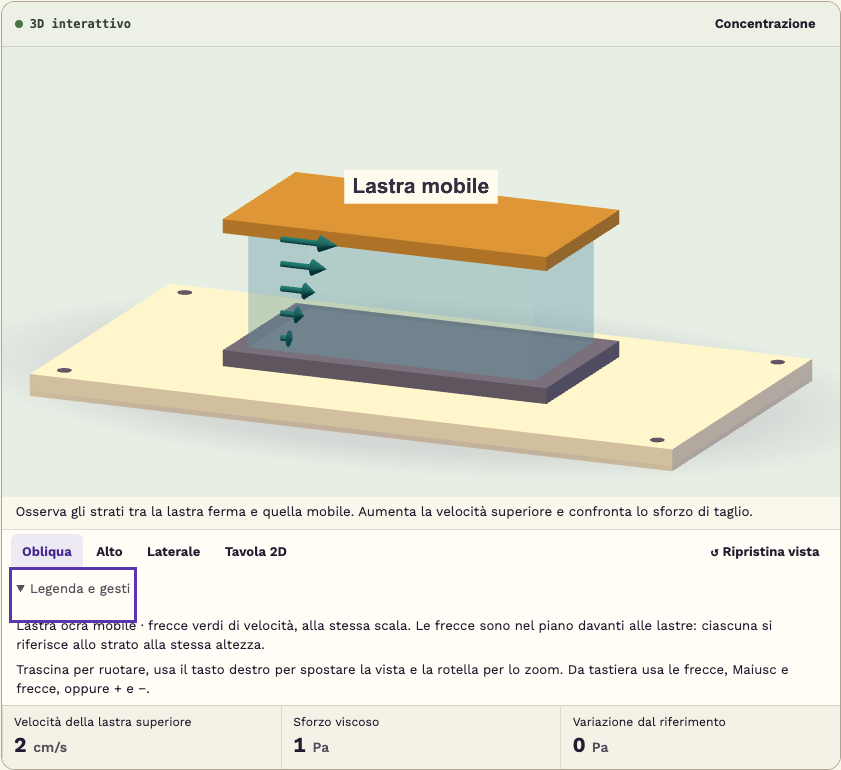 3D interattivo
Concentrazione
Lastra mobile
Osserva gli strati tra la lastra ferma e quella mobile. Aumenta la velocità superiore e confronta lo sforzo di taglio.
Obliqua
Alto
Laterale
Tavola 2D
↺ Ripristina vista
▼ Legenda e gesti
Lastra ocra mobile · frecce verdi di velocità, alla stessa scala. Le frecce sono nel piano davanti alle lastre: ciascuna si
riferisce allo strato alla stessa altezza.
Trascina per ruotare, usa il tasto destro per spostare la vista e la rotella per lo zoom. Da tastiera usa le frecce, Maiusc e
frecce, oppure + e −.
Velocità della lastra superiore
2 cm/s
Sforzo viscoso
1 Pa
Variazione dal riferimento
0 Pa